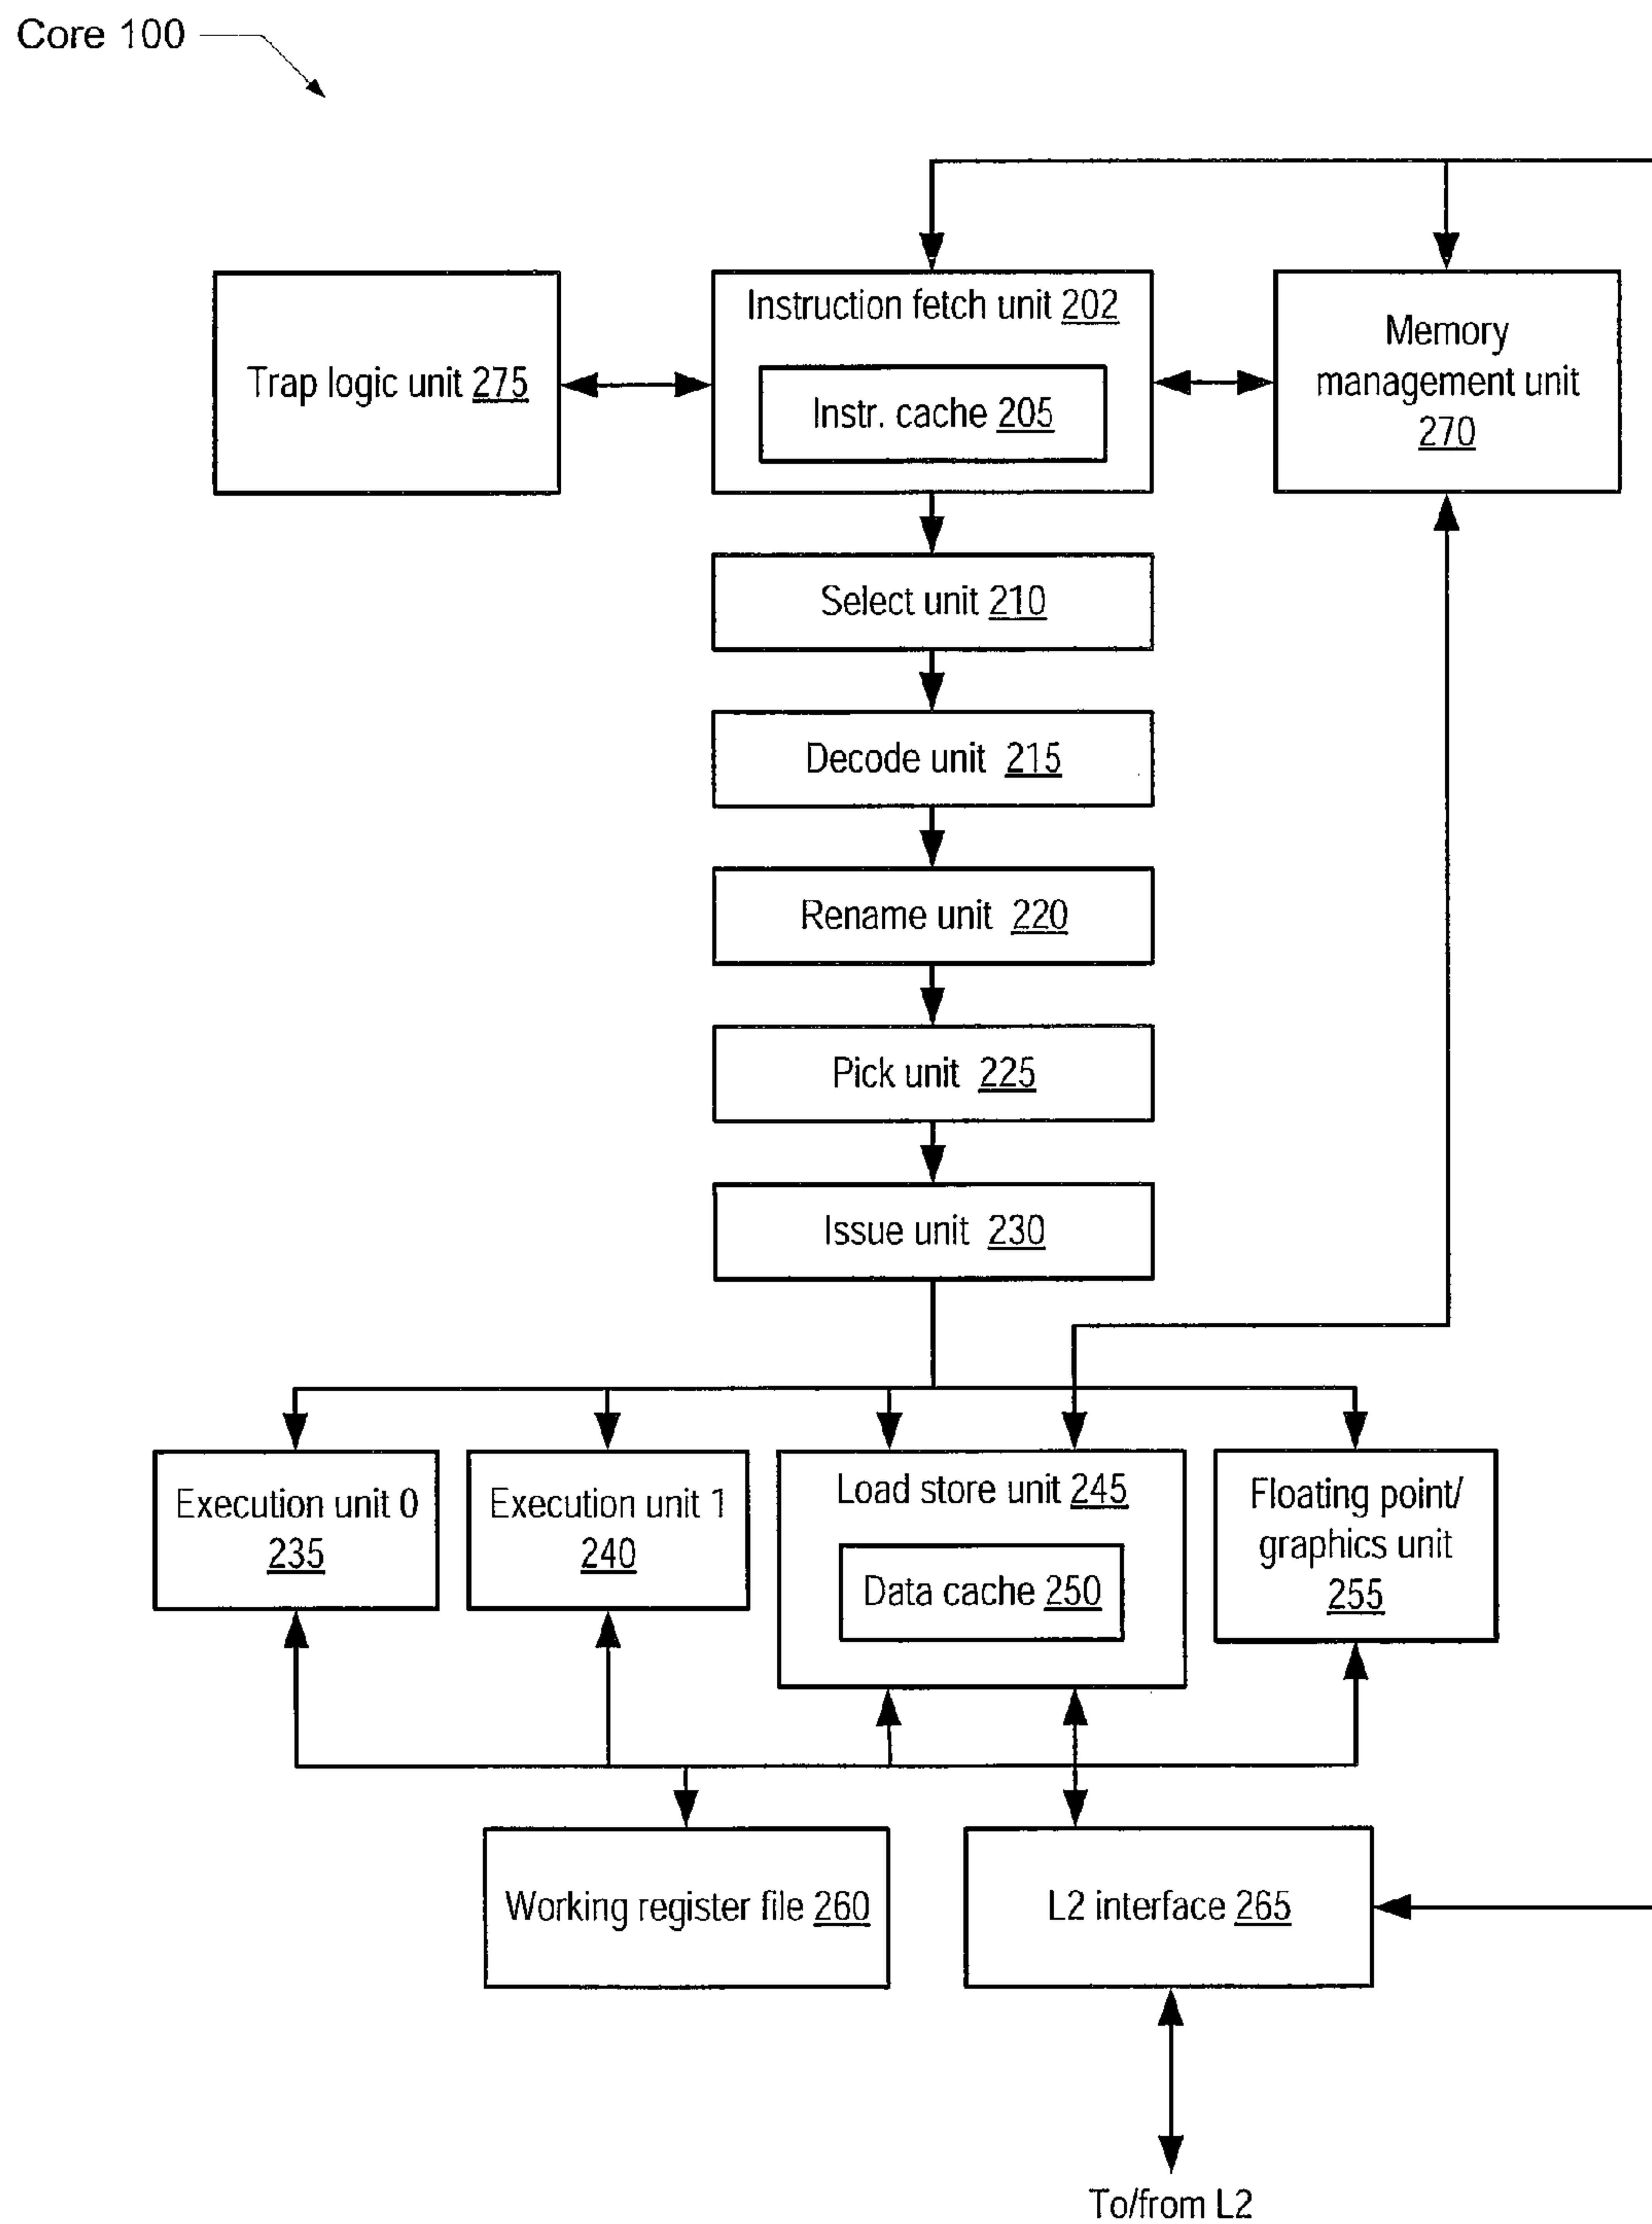 Core 100
Instruction fetch unit 202
Instr. cache 205
Trap logic unit 275
Memory
management unit
270
Select unit 210
Decode unit 215
Rename unit 220
Pick unit 225
Issue unit 230
Execution unit 0
235
Execution unit 1
240
Load store unit 245
Data cache 250
Floating point/
graphics unit
255
Working register file 260
L2 interface 265
To/from L2